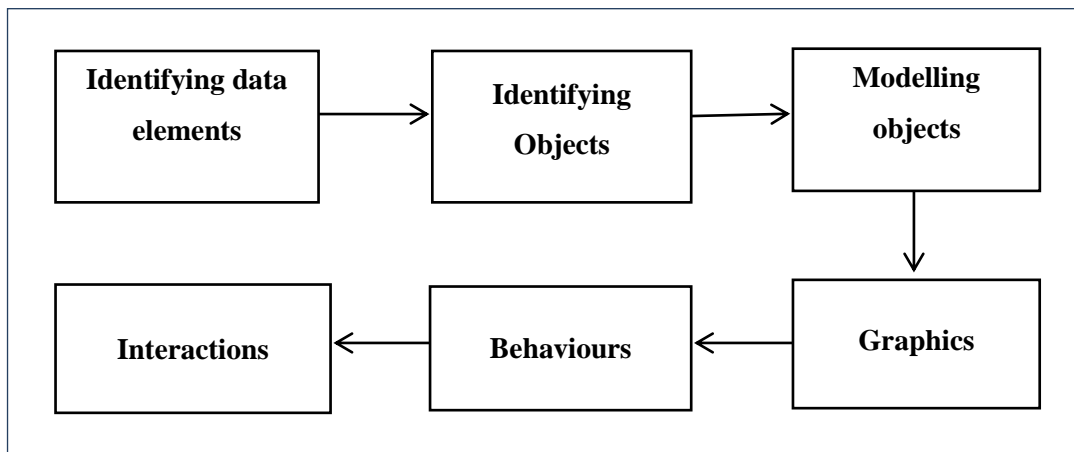 Identifying data
elements
Identifying
Objects
Modelling
objects
Graphics
Behaviours
Interactions